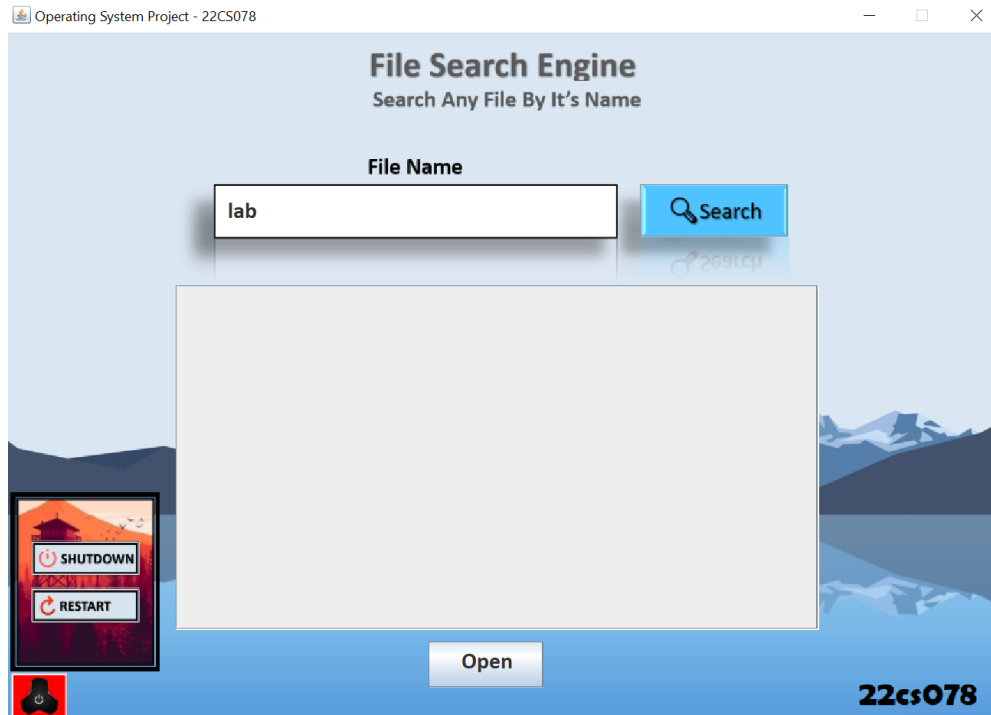 Operating System Project - 22CS078
File Search Engine
Search Any File By It’s Name
File Name
lab
Search
Search
SHUTDOWN
RESTART
Open
22cs078